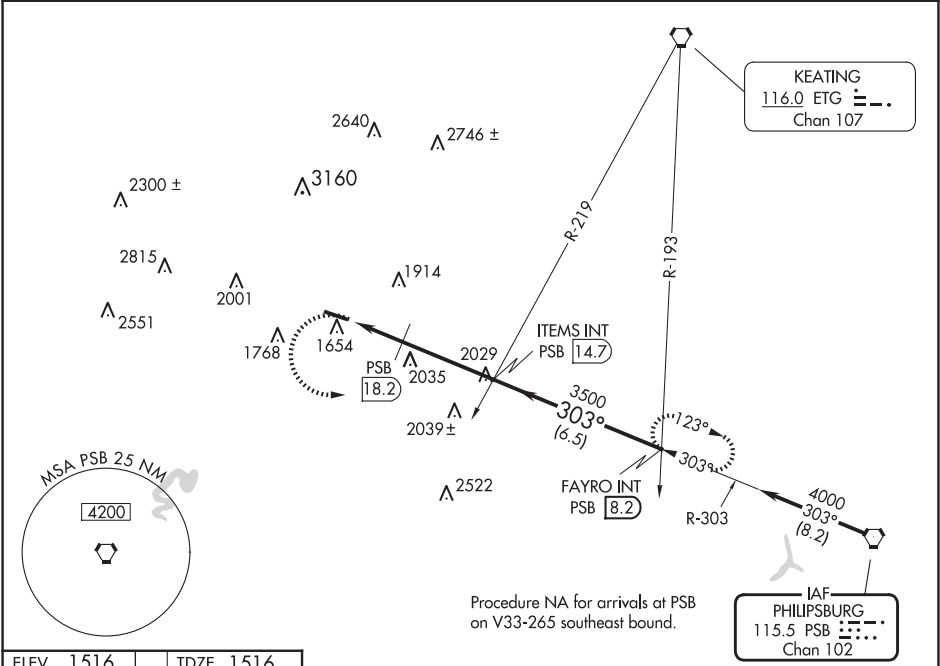 KEATING
116.0 ETG
Chan 107
2640
2746 ±
3160
2300 ±
R-219
R-193
2815
2001
1914
2551
1768
1654
ITEMS INT
PSB 14.7
PSB
18.2
2035
2029
3500
303°
(6.5)
2039 ±
123°
303°
2522
FAYRO INT
PSB 8.2
R-303
4000
303°
(8.2)
MSA PSB 25 NM
4200
Procedure NA for arrivals at PSB
on V33-265 southeast bound.
IAF
PHILIPSBURG
115.5 PSB
Chan 102
ELEV 1516 TDZE 1516